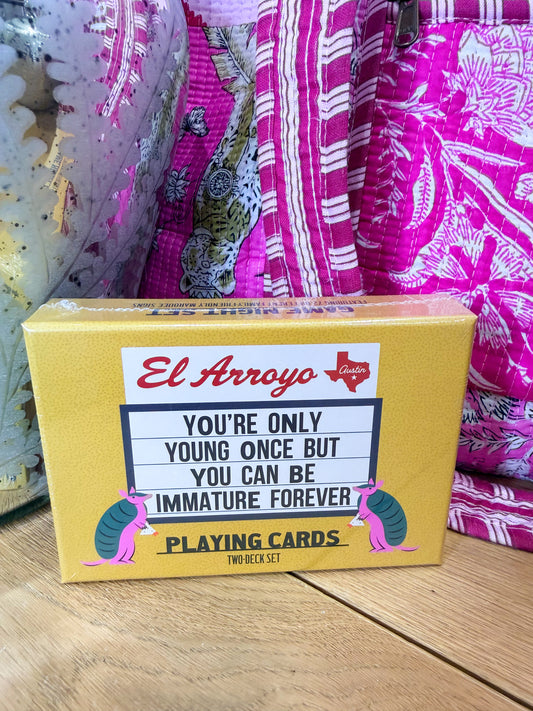 GAME NIGHT SET
El Arroyo
Austin
YOU'RE ONLY
YOUNG ONCE BUT
YOU CAN BE
IMMATURE FOREVER
PLAYING CARDS
TWO-DECK SET